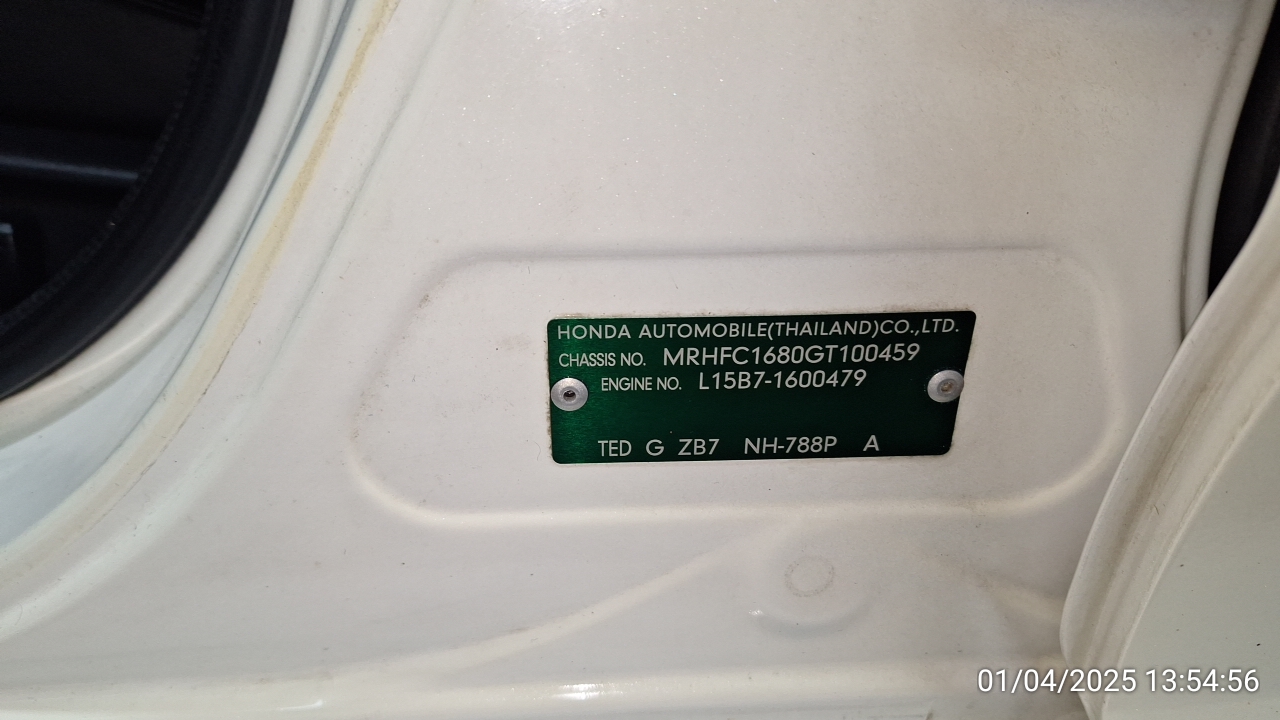 HONDA AUTOMOBILE(THAILAND)CO.,LTD.
CHASSIS NO. MRHFC1680GT100459
ENGINE NO. L15B7-1600479
TED G ZB7 NH-788P A
01/04/2025 13:54:56